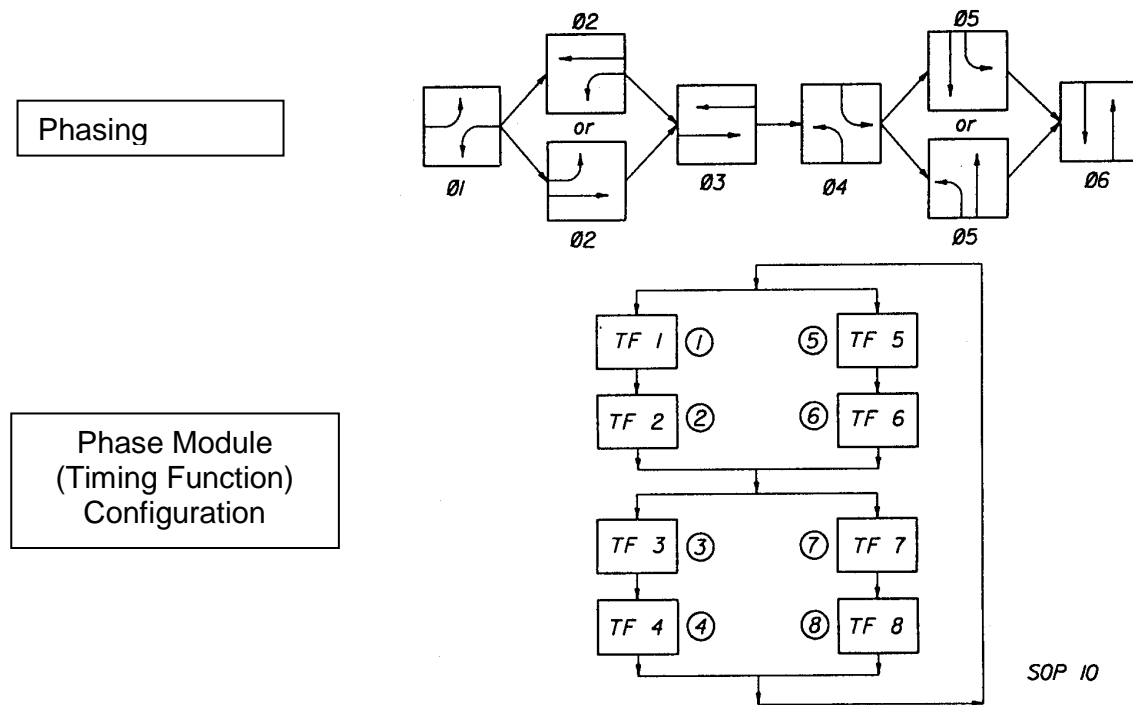 Ø2
Ø5
Phasing
or
or
Ø1
Ø3
Ø4
Ø6
Ø2
Ø5
TF 1 ① ⑤ TF 5
TF 2 ② ⑥ TF 6
Phase Module
(Timing Function)
Configuration
TF 3 ③ ⑦ TF 7
TF 4 ④ ⑧ TF 8
SOP 10